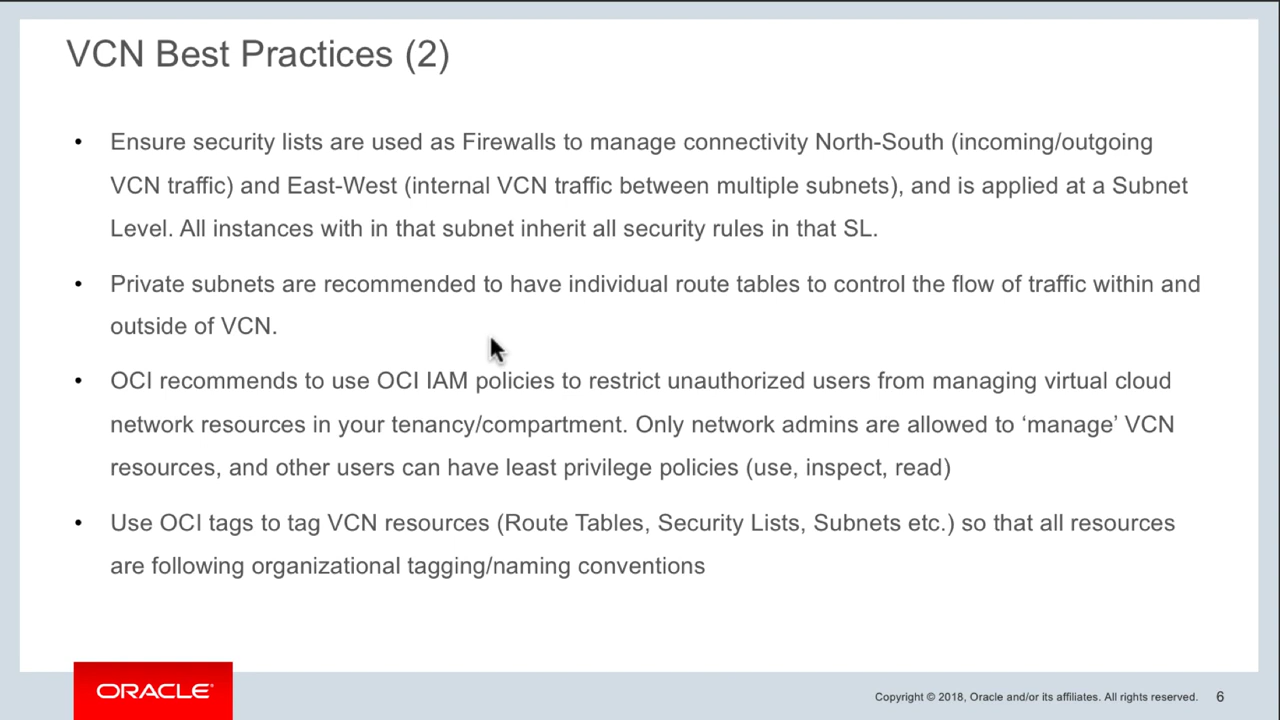 VCN Best Practices (2)
• Ensure security lists are used as Firewalls to manage connectivity North-South (incoming/outgoing
VCN traffic) and East-West (internal VCN traffic between multiple subnets), and is applied at a Subnet
Level. All instances with in that subnet inherit all security rules in that SL.
• Private subnets are recommended to have individual route tables to control the flow of traffic within and
outside of VCN.
• OCI recommends to use OCI IAM policies to restrict unauthorized users from managing virtual cloud
network resources in your tenancy/compartment. Only network admins are allowed to ‘manage’ VCN
resources, and other users can have least privilege policies (use, inspect, read)
• Use OCI tags to tag VCN resources (Route Tables, Security Lists, Subnets etc.) so that all resources
are following organizational tagging/naming conventions
ORACLE®
Copyright © 2018, Oracle and/or its affiliates. All rights reserved. 6